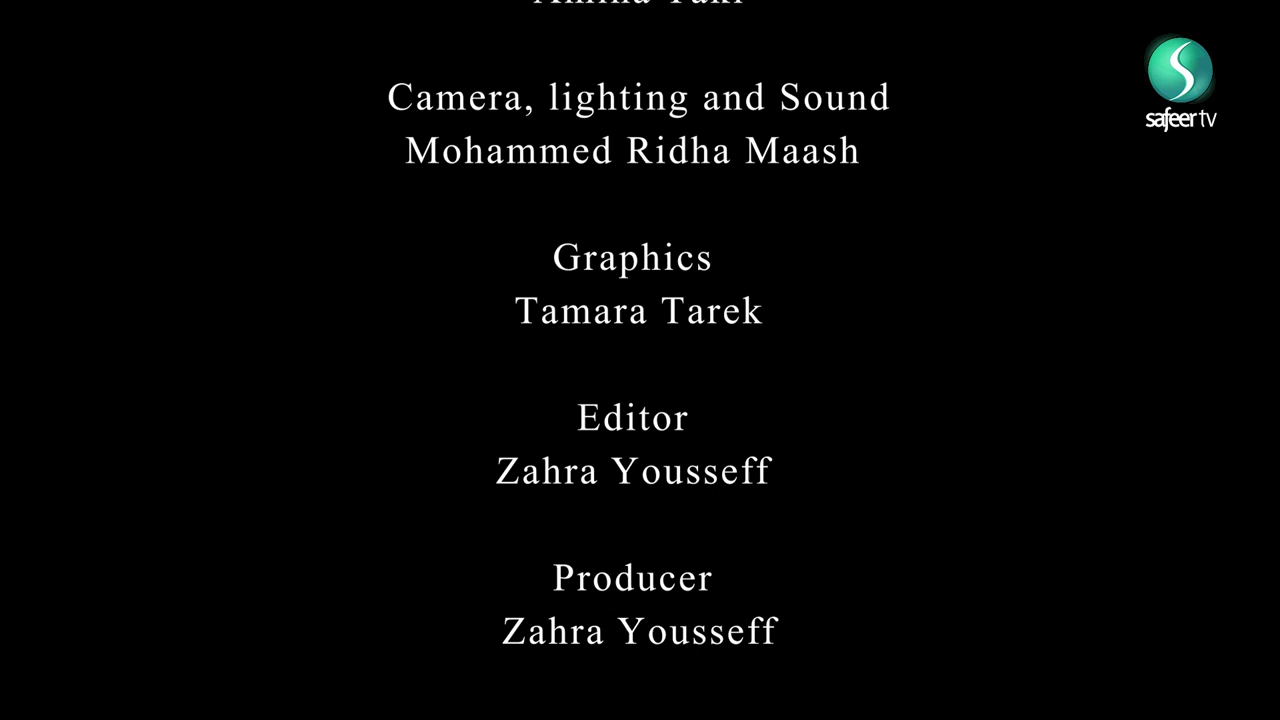 Camera, lighting and Sound
Mohammed Ridha Maash
Graphics
Tamara Tarek
Editor
Zahra Yousseff
Producer
Zahra Yousseff
safeer tv